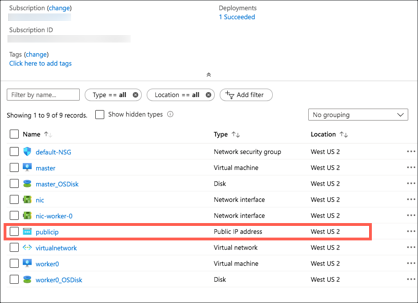 Subscription (change)
Deployments
1 Succeeded
Subscription ID
Tags (change)
Click here to add tags
Filter by name...
Type == all
Location == all
Add filter
Showing 1 to 9 of 9 records.
Show hidden types
No grouping
Name
Type
Location
default-NSG Network security group West US 2
master Virtual machine West US 2
master_OSDisk Disk West US 2
nic Network interface West US 2
nic-worker-0 Network interface West US 2
publicip Public IP address West US 2
virtualnetwork Virtual network West US 2
worker0 Virtual machine West US 2
worker0_OSDisk Disk West US 2